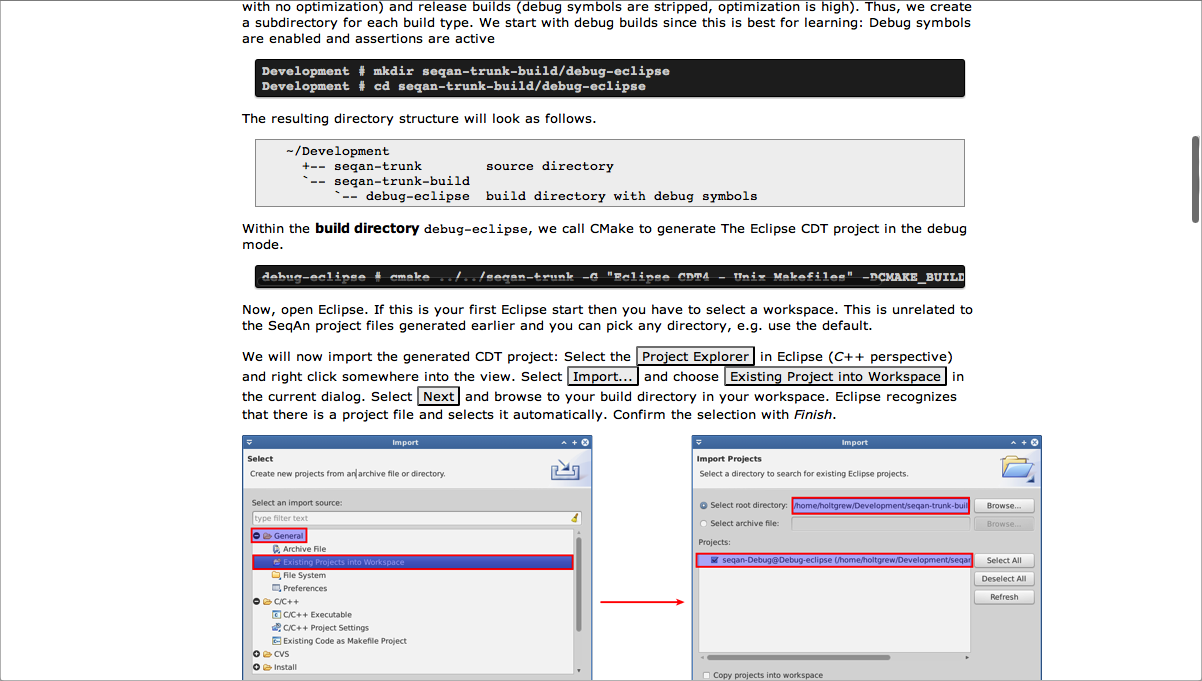 with no optimization) and release builds (debug symbols are stripped, optimization is high). Thus, we create
a subdirectory for each build type. We start with debug builds since this is best for learning: Debug symbols
are enabled and assertions are active
Development # mkdir seqan-trunk-build/debug-eclipse
Development # cd seqan-trunk-build/debug-eclipse
The resulting directory structure will look as follows.
~/Development
+-- seqan-trunk        source directory
`-- seqan-trunk-build
`-- debug-eclipse  build directory with debug symbols
Within the build directory debug-eclipse, we call CMake to generate The Eclipse CDT project in the debug
mode.
debug-eclipse # cmake ../../seqan-trunk -G "Eclipse CDT4 - Unix Makefiles" -DCMAKE_BUILD
Now, open Eclipse. If this is your first Eclipse start then you have to select a workspace. This is unrelated to
the SeqAn project files generated earlier and you can pick any directory, e.g. use the default.
We will now import the generated CDT project: Select the Project Explorer in Eclipse (C++ perspective)
and right click somewhere into the view. Select Import... and choose Existing Project into Workspace in
the current dialog. Select Next and browse to your build directory in your workspace. Eclipse recognizes
that there is a project file and selects it automatically. Confirm the selection with Finish.
Import
Select
Create new projects from an archive file or directory.
Select an import source:
type filter text
General
Archive File
Existing Projects into Workspace
File System
Preferences
C/C++
C/C++ Executable
C/C++ Project Settings
Existing Code as Makefile Project
CVS
Install
Import
Import Projects
Select a directory to search for existing Eclipse projects.
Select root directory: /home/holtgrew/Development/seqan-trunk-buil Browse...
Select archive file: Browse...
Projects:
seqan-Debug@Debug-eclipse (/home/holtgrew/Development/seqan Select All
Deselect All
Refresh
Copy projects into workspace